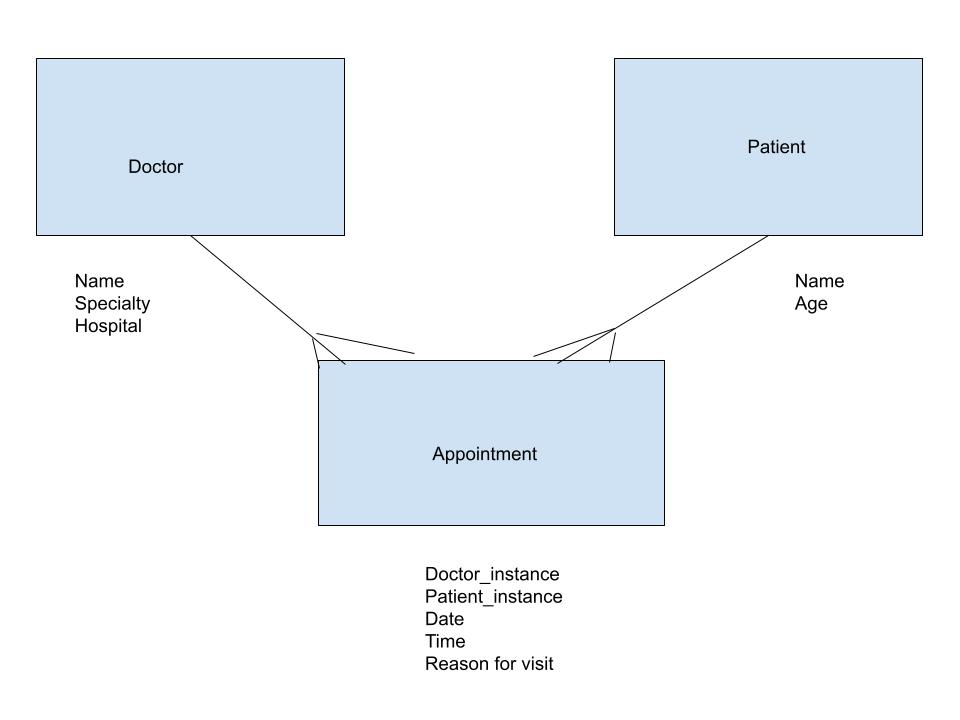 Doctor
Patient
Name
Specialty
Hospital
Name
Age
Appointment
Doctor_instance
Patient_instance
Date
Time
Reason for visit